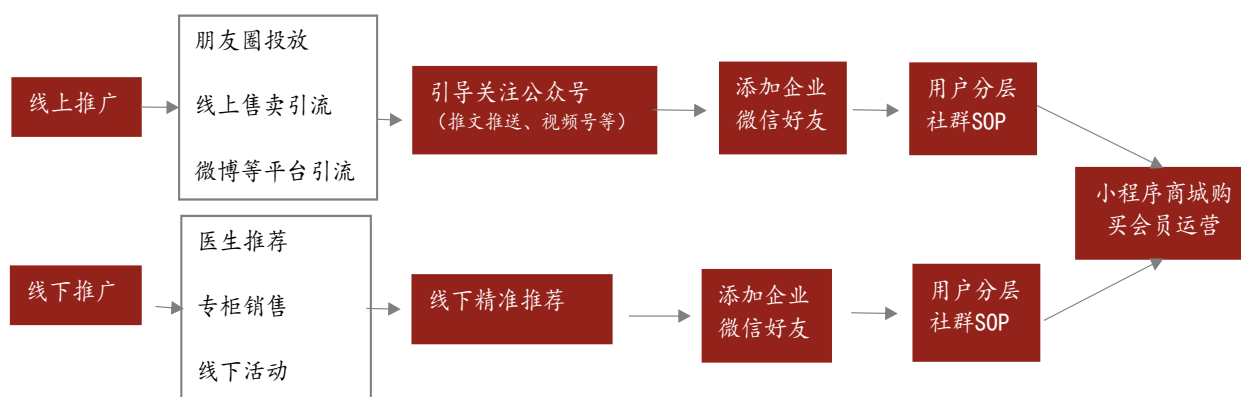 线上推广
朋友圈投放
线上售卖引流
微博等平台引流
引导关注公众号
（推文推送、视频号等）
添加企业
微信好友
用户分层
社群SOP
线下推广
医生推荐
专柜销售
线下活动
线下精准推荐
添加企业
微信好友
用户分层
社群SOP
小程序商城购
买会员运营